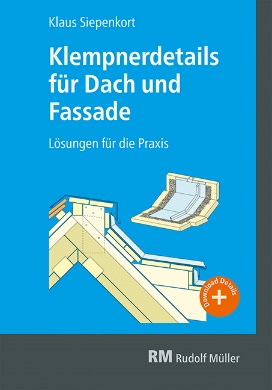 Klaus Siepenkort
Klempnerdetails
für Dach und
Fassade
Lösungen für die Praxis
Download Details
+
RM Rudolf Müller